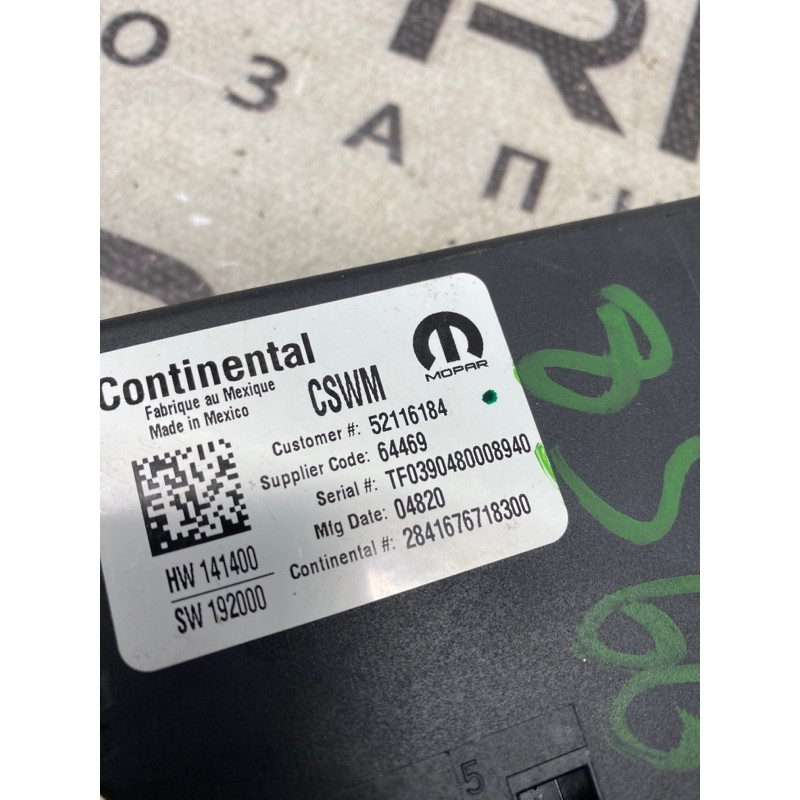 О З А П Ч
Continental
Fabrique au Mexique
Made in Mexico
CSWM
MOPAR
Customer #: 52116184
Supplier Code: 64469
Serial #: TF0390480008940
Mfg Date: 04820
Continental #: 2841676718300
HW 141400
SW 192000
5